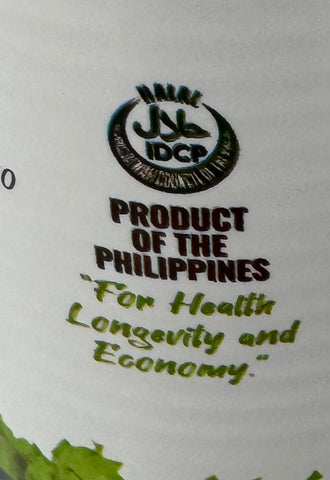 HALAL
حلال
IDCP
PRODUCT
OF THE
PHILIPPINES
"For Health
Longevity and
Economy."